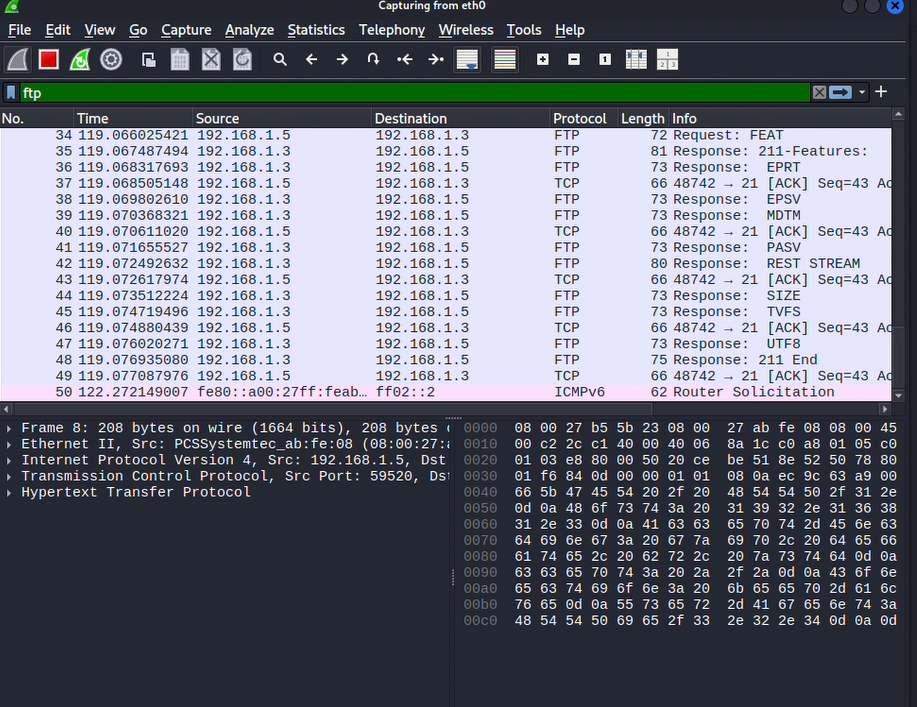 Capturing from eth0
File Edit View Go Capture Analyze Statistics Telephony Wireless Tools Help
ftp
No. Time Source Destination Protocol Length Info
34 119.066025421 192.168.1.5 192.168.1.3 FTP 72 Request: FEAT
35 119.067487494 192.168.1.3 192.168.1.5 FTP 81 Response: 211-Features:
36 119.068317693 192.168.1.3 192.168.1.5 FTP 73 Response:  EPRT
37 119.068505148 192.168.1.5 192.168.1.3 TCP 66 48742 → 21 [ACK] Seq=43 Ac
38 119.069802610 192.168.1.3 192.168.1.5 FTP 73 Response:  EPSV
39 119.070368321 192.168.1.3 192.168.1.5 FTP 73 Response:  MDTM
40 119.070611020 192.168.1.5 192.168.1.3 TCP 66 48742 → 21 [ACK] Seq=43 Ac
41 119.071655527 192.168.1.3 192.168.1.5 FTP 73 Response:  PASV
42 119.072492632 192.168.1.3 192.168.1.5 FTP 80 Response:  REST STREAM
43 119.072617974 192.168.1.5 192.168.1.3 TCP 66 48742 → 21 [ACK] Seq=43 Ac
44 119.073512224 192.168.1.3 192.168.1.5 FTP 73 Response:  SIZE
45 119.074719496 192.168.1.3 192.168.1.5 FTP 73 Response:  TVFS
46 119.074880439 192.168.1.5 192.168.1.3 TCP 66 48742 → 21 [ACK] Seq=43 Ac
47 119.076020271 192.168.1.3 192.168.1.5 FTP 73 Response:  UTF8
48 119.076935080 192.168.1.3 192.168.1.5 FTP 75 Response: 211 End
49 119.077087976 192.168.1.5 192.168.1.3 TCP 66 48742 → 21 [ACK] Seq=43 Ac
50 122.272149007 fe80::a00:27ff:feab… ff02::2 ICMPv6 62 Router Solicitation
Frame 8: 208 bytes on wire (1664 bits), 208 bytes
Ethernet II, Src: PCSSystemtec_ab:fe:08 (08:00:27:
Internet Protocol Version 4, Src: 192.168.1.5, Dst
Transmission Control Protocol, Src Port: 59520, Ds
Hypertext Transfer Protocol
0000 08 00 27 b5 5b 23 08 00 27 ab fe 08 08 00 45
0010 00 c2 2c c1 40 00 40 06 8a 1c c0 a8 01 05 c0
0020 01 03 e8 80 00 50 20 ce be 51 8e 52 50 78 80
0030 01 f6 84 0d 00 00 01 01 08 0a ec 9c 63 a9 00
0040 66 5b 47 45 54 20 2f 20 48 54 54 50 2f 31 2e
0050 0d 0a 48 6f 73 74 3a 20 31 39 32 2e 31 36 38
0060 31 2e 33 0d 0a 41 63 63 65 70 74 2d 45 6e 63
0070 64 69 6e 67 3a 20 67 7a 69 70 2c 20 64 65 66
0080 61 74 65 2c 20 62 72 2c 20 7a 73 74 64 0d 0a
0090 63 63 65 70 74 3a 20 2a 2f 2a 0d 0a 43 6f 6e
00a0 65 63 74 69 6f 6e 3a 20 6b 65 65 70 2d 61 6c
00b0 76 65 0d 0a 55 73 65 72 2d 41 67 65 6e 74 3a
00c0 48 54 54 50 69 65 2f 33 2e 32 2e 34 0d 0a 0d